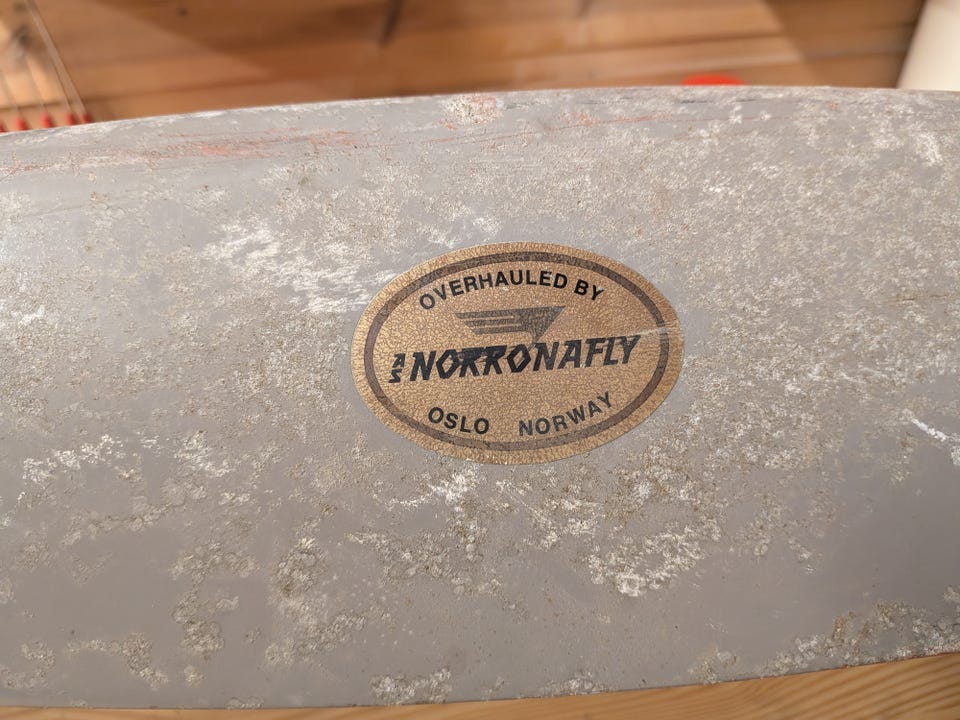 OVERHAULED BY
A/S NORRONAFLY
OSLO NORWAY